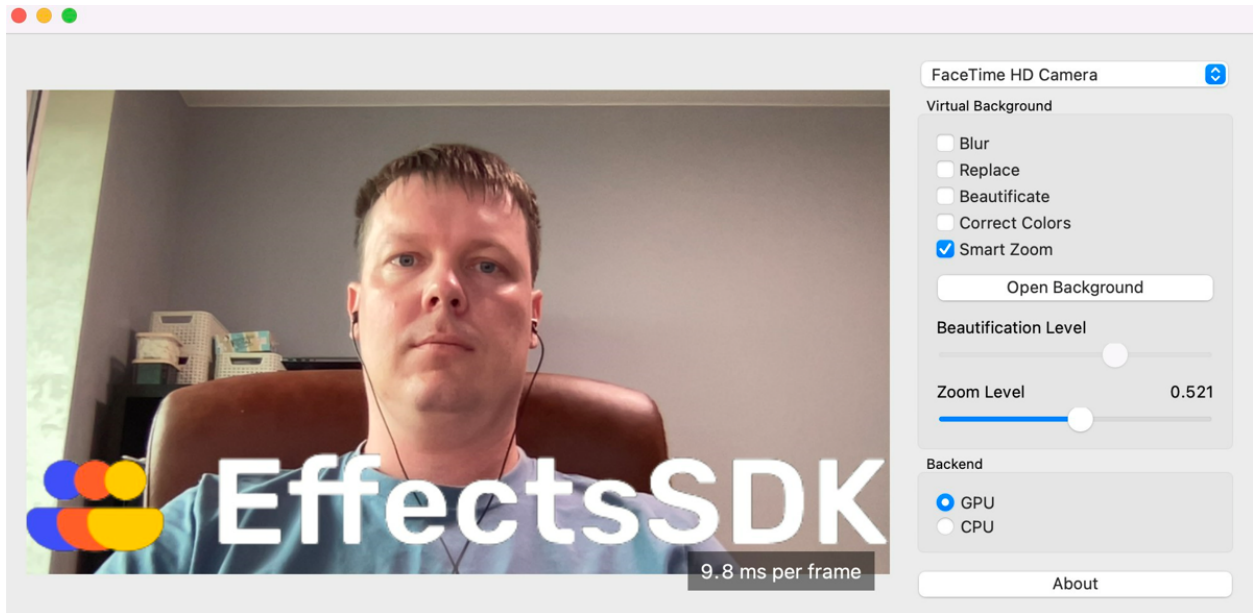 FaceTime HD Camera
Virtual Background
Blur
Replace
Beautificate
Correct Colors
Smart Zoom
Open Background
Beautification Level
Zoom Level 0.521
Backend
GPU
CPU
About
EffectsSDK
9.8 ms per frame